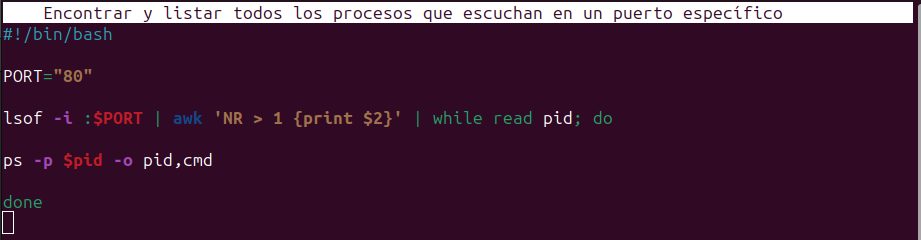 Encontrar y listar todos los procesos que escuchan en un puerto específico
#!/bin/bash
PORT="80"
lsof -i :$PORT | awk 'NR > 1 {print $2}' | while read pid; do
ps -p $pid -o pid,cmd
done